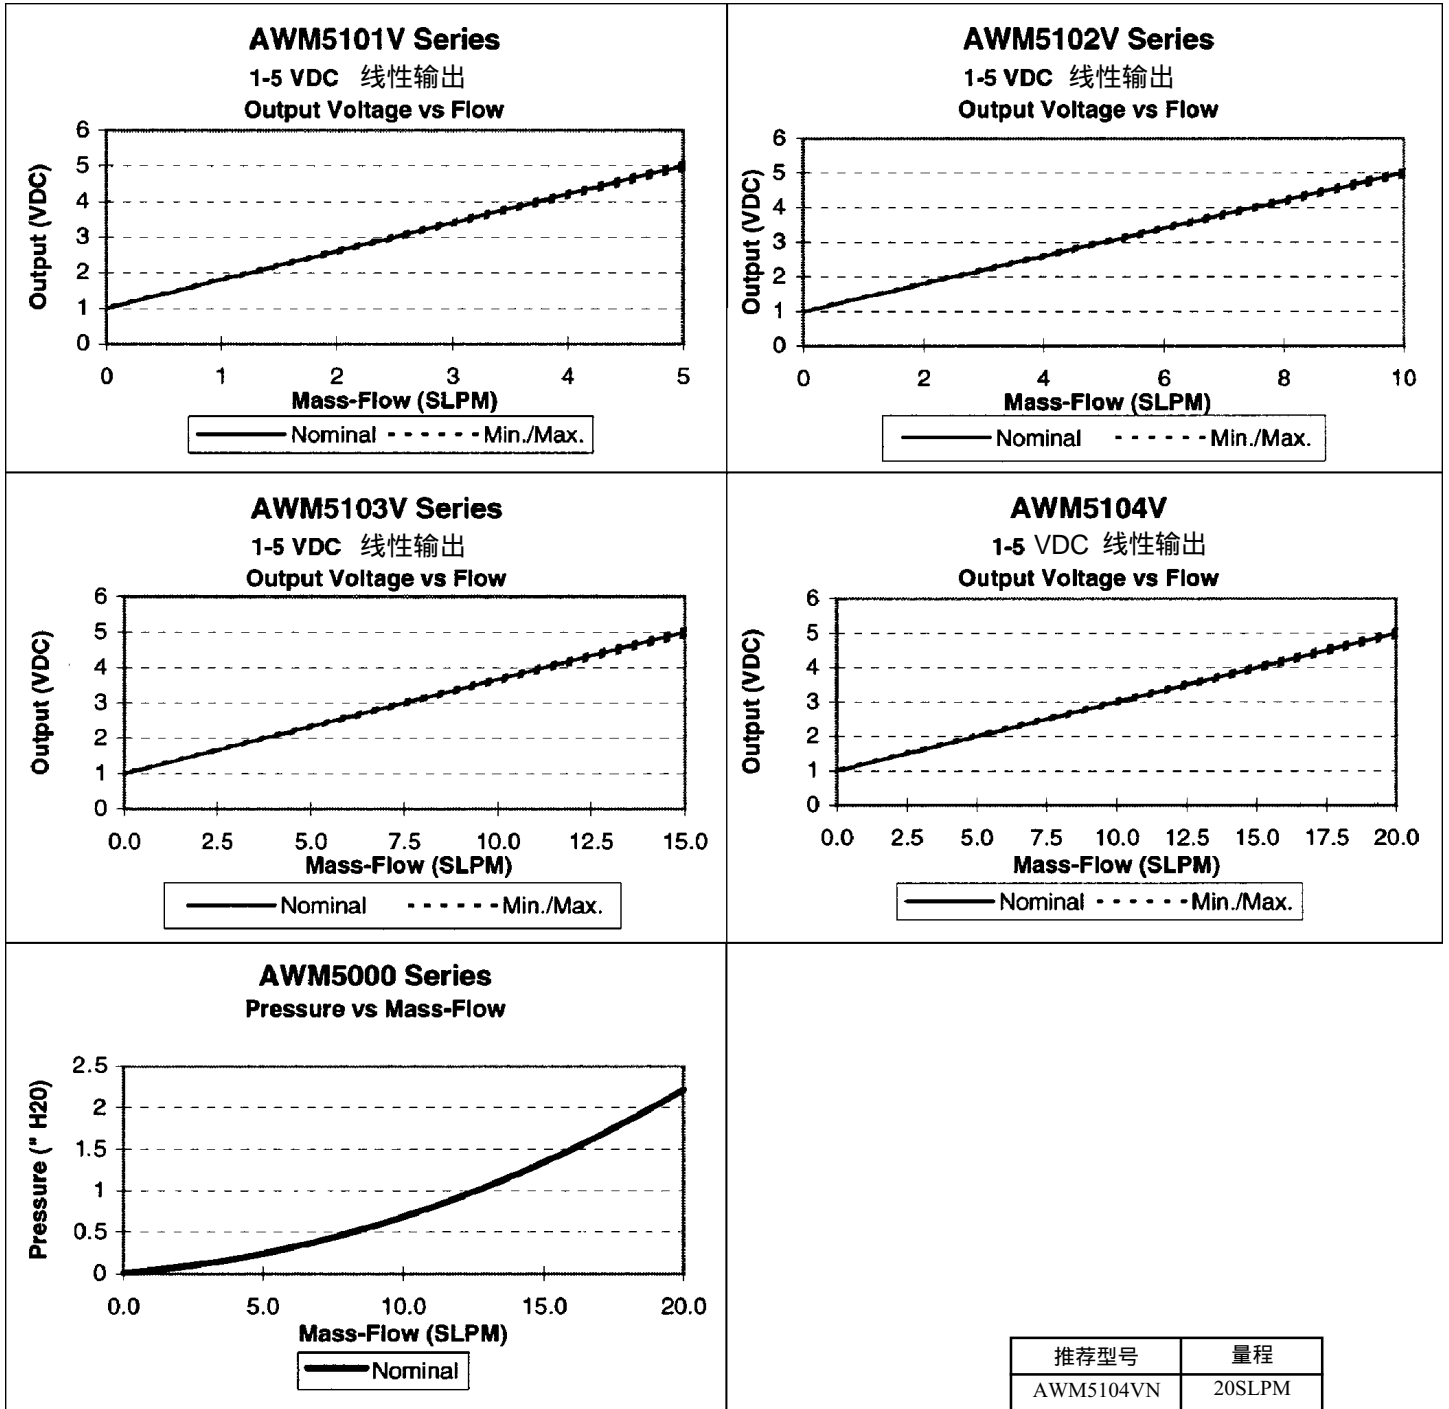 AWM5101V Series
1-5 VDC 线性输出
Output Voltage vs Flow
6
5
4
3
2
1
0
Output (VDC)
0 1 2 3 4 5
Mass-Flow (SLPM)
Nominal Min./Max.
AWM5102V Series
1-5 VDC 线性输出
Output Voltage vs Flow
6
5
4
3
2
1
0
Output (VDC)
0 2 4 6 8 10
Mass-Flow (SLPM)
Nominal Min./Max.
AWM5103V Series
1-5 VDC 线性输出
Output Voltage vs Flow
6
5
4
3
2
1
0
Output (VDC)
0.0 2.5 5.0 7.5 10.0 12.5 15.0
Mass-Flow (SLPM)
Nominal Min./Max.
AWM5104V
1-5 VDC 线性输出
Output Voltage vs Flow
6
5
4
3
2
1
0
Output (VDC)
0.0 2.5 5.0 7.5 10.0 12.5 15.0 17.5 20.0
Mass-Flow (SLPM)
Nominal Min./Max.
AWM5000 Series
Pressure vs Mass-Flow
2.5
2
1.5
1
0.5
0
Pressure (" H20)
0.0 5.0 10.0 15.0 20.0
Mass-Flow (SLPM)
Nominal
推荐型号 量程
AWM5104VN 20SLPM